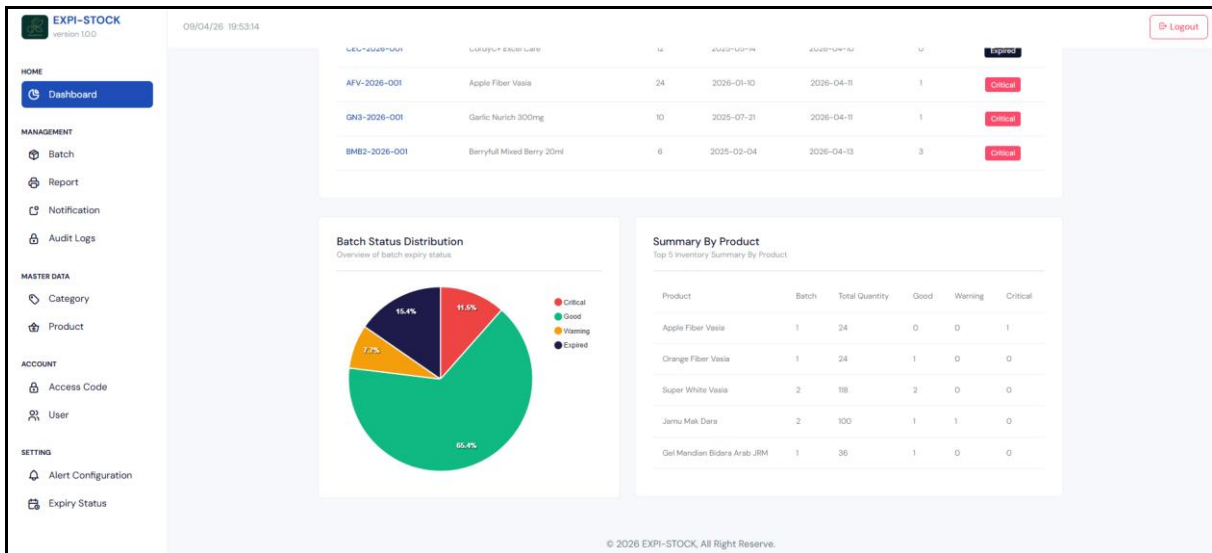 EXPI-STOCK
version 1.0.0
09/04/26 19:53:14
Logout
HOME
Dashboard
MANAGEMENT
Batch
Report
Notification
Audit Logs
MASTER DATA
Category
Product
ACCOUNT
Access Code
User
SETTING
Alert Configuration
Expiry Status
Expired
AFV-2026-001 Apple Fiber Vasia 24 2026-01-10 2026-04-11 1 Critical
GN3-2026-001 Garlic Nurich 300mg 10 2025-07-21 2026-04-11 1 Critical
BMB2-2026-001 Berryfull Mixed Berry 20ml 6 2025-02-04 2026-04-13 3 Critical
Batch Status Distribution
Overview of batch expiry status
15.4% 11.5%
7.7%
65.4%
Critical
Good
Warning
Expired
Summary By Product
Top 5 Inventory Summary By Product
Product Batch Total Quantity Good Warning Critical
Apple Fiber Vasia 1 24 0 0 1
Orange Fiber Vasia 1 24 1 0 0
Super White Vasia 2 118 2 0 0
Jamu Mak Dara 2 100 1 1 0
Gel Mandian Bidara Arab JRM 1 36 1 0 0
© 2026 EXPI-STOCK, All Right Reserve.